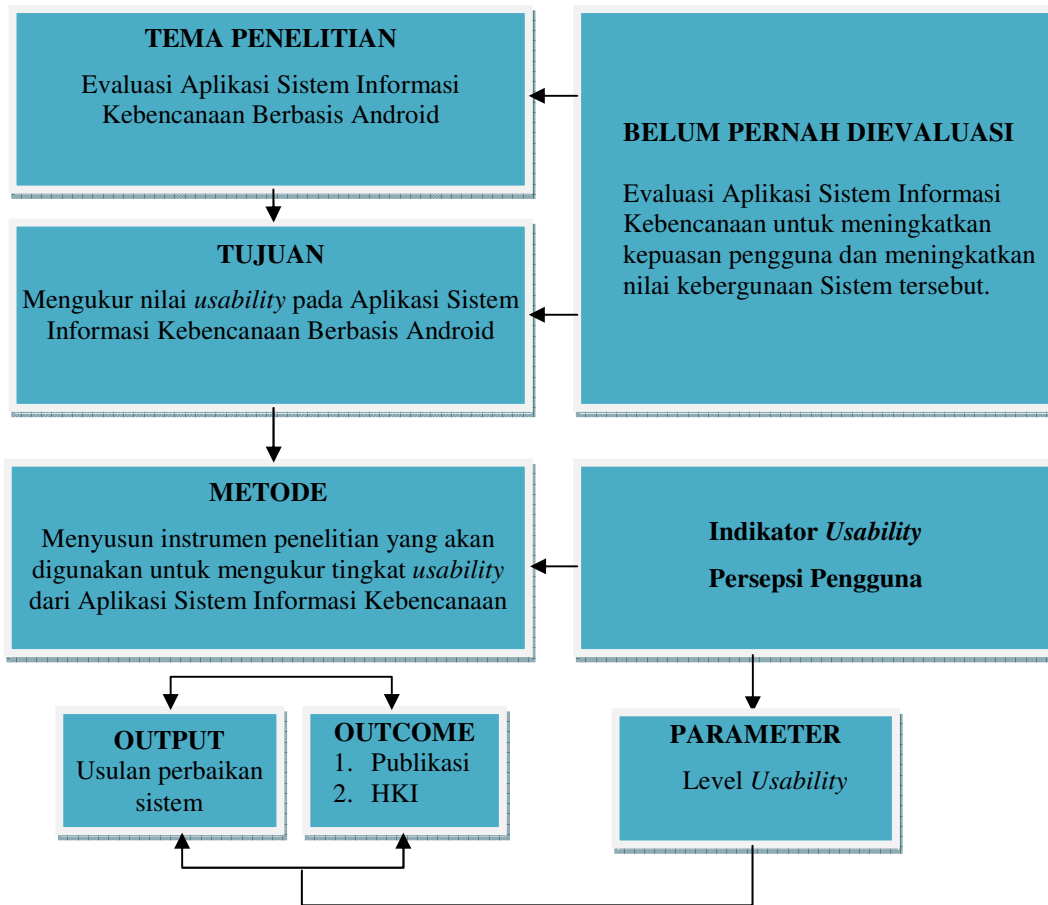 TEMA PENELITIAN
Evaluasi Aplikasi Sistem Informasi
Kebencanaan Berbasis Android
BELUM PERNAH DIEVALUASI
Evaluasi Aplikasi Sistem Informasi
Kebencanaan untuk meningkatkan
kepuasan pengguna dan meningkatkan
nilai kebergunaan Sistem tersebut.
TUJUAN
Mengukur nilai usability pada Aplikasi Sistem
Informasi Kebencanaan Berbasis Android
METODE
Menyusun instrumen penelitian yang akan
digunakan untuk mengukur tingkat usability
dari Aplikasi Sistem Informasi Kebencanaan
Indikator Usability
Persepsi Pengguna
OUTPUT
Usulan perbaikan
sistem
OUTCOME
1. Publikasi
2. HKI
PARAMETER
Level Usability